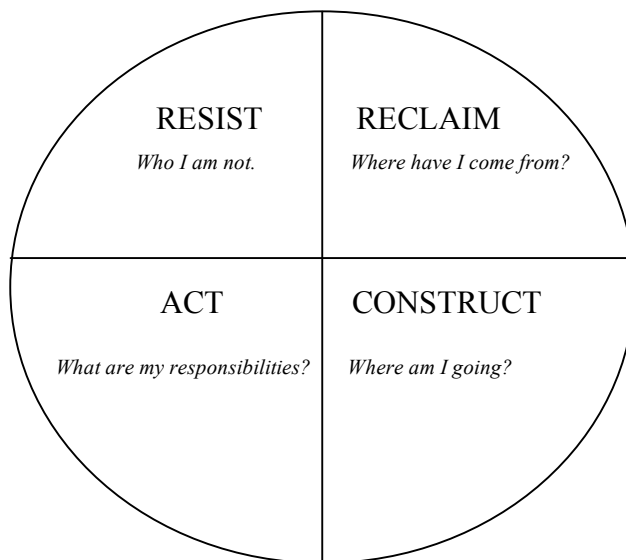 RESIST
Who I am not.
RECLAIM
Where have I come from?
ACT
What are my responsibilities?
CONSTRUCT
Where am I going?